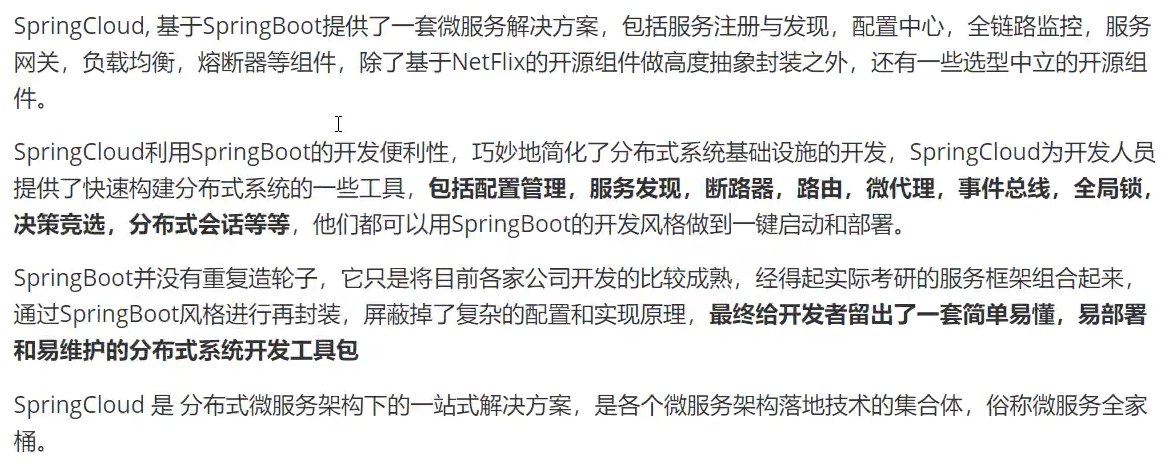 SpringCloud, 基于SpringBoot提供了一套微服务解决方案，包括服务注册与发现，配置中心，全链路监控，服务
网关，负载均衡，熔断器等组件，除了基于NetFlix的开源组件做高度抽象封装之外，还有一些选型中立的开源组
件。
SpringCloud利用SpringBoot的开发便利性，巧妙地简化了分布式系统基础设施的开发，SpringCloud为开发人员
提供了快速构建分布式系统的一些工具，包括配置管理，服务发现，断路器，路由，微代理，事件总线，全局锁，
决策竞选，分布式会话等等，他们都可以用SpringBoot的开发风格做到一键启动和部署。
SpringBoot并没有重复造轮子，它只是将目前各家公司开发的比较成熟，经得起实际考研的服务框架组合起来，
通过SpringBoot风格进行再封装，屏蔽掉了复杂的配置和实现原理，最终给开发者留出了一套简单易懂，易部署
和易维护的分布式系统开发工具包
SpringCloud 是 分布式微服务架构下的一站式解决方案，是各个微服务架构落地技术的集合体，俗称微服务全家
桶。